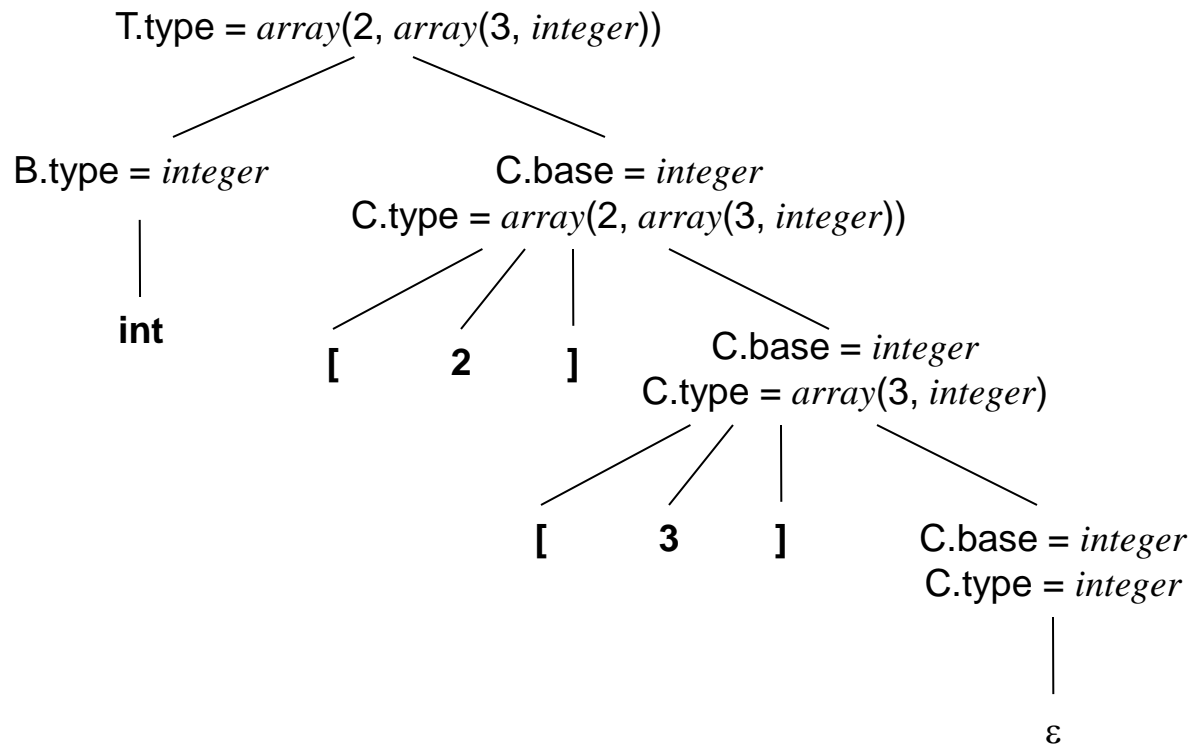 T.type = array(2, array(3, integer))
B.type = integer
C.base = integer
C.type = array(2, array(3, integer))
int
[ 2 ]
C.base = integer
C.type = array(3, integer)
[ 3 ]
C.base = integer
C.type = integer
ε